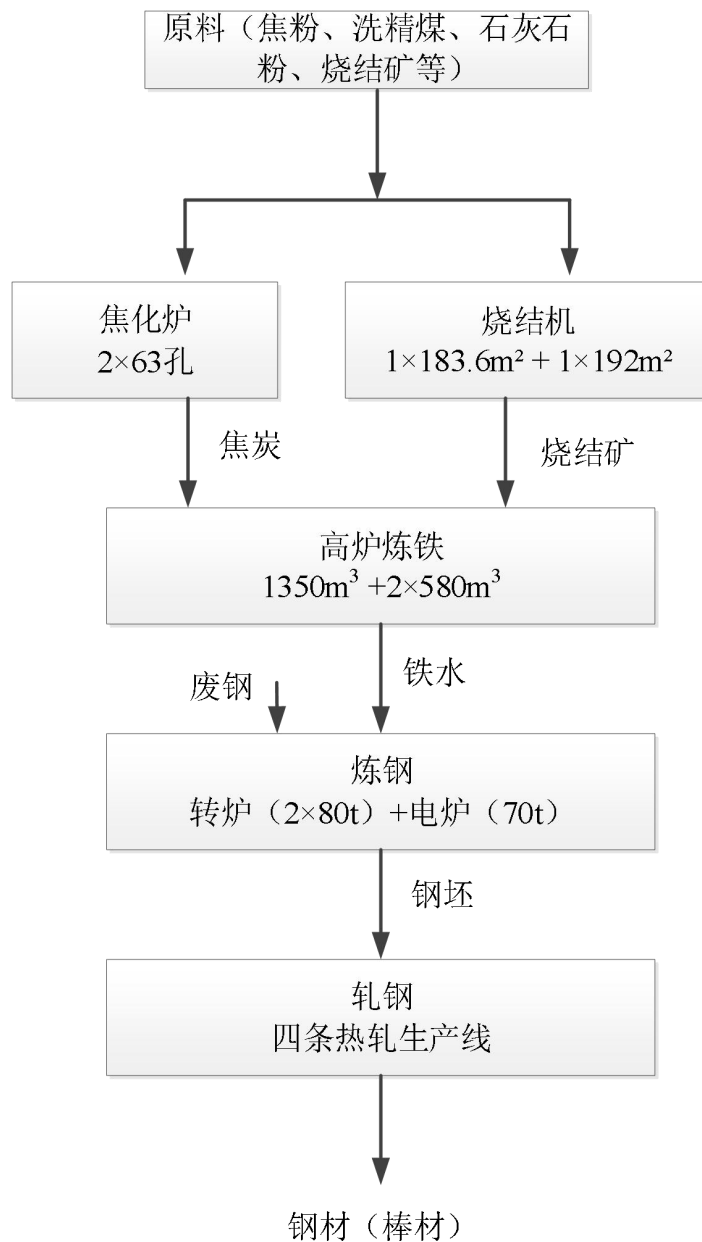 原料（焦粉、洗精煤、石灰石
粉、烧结矿等）
焦化炉
2×63孔
烧结机
1×183.6m² + 1×192m²
焦炭
烧结矿
高炉炼铁
1350m³ +2×580m³
废钢
铁水
炼钢
转炉（2×80t）+电炉（70t）
钢坯
轧钢
四条热轧生产线
钢材（棒材）